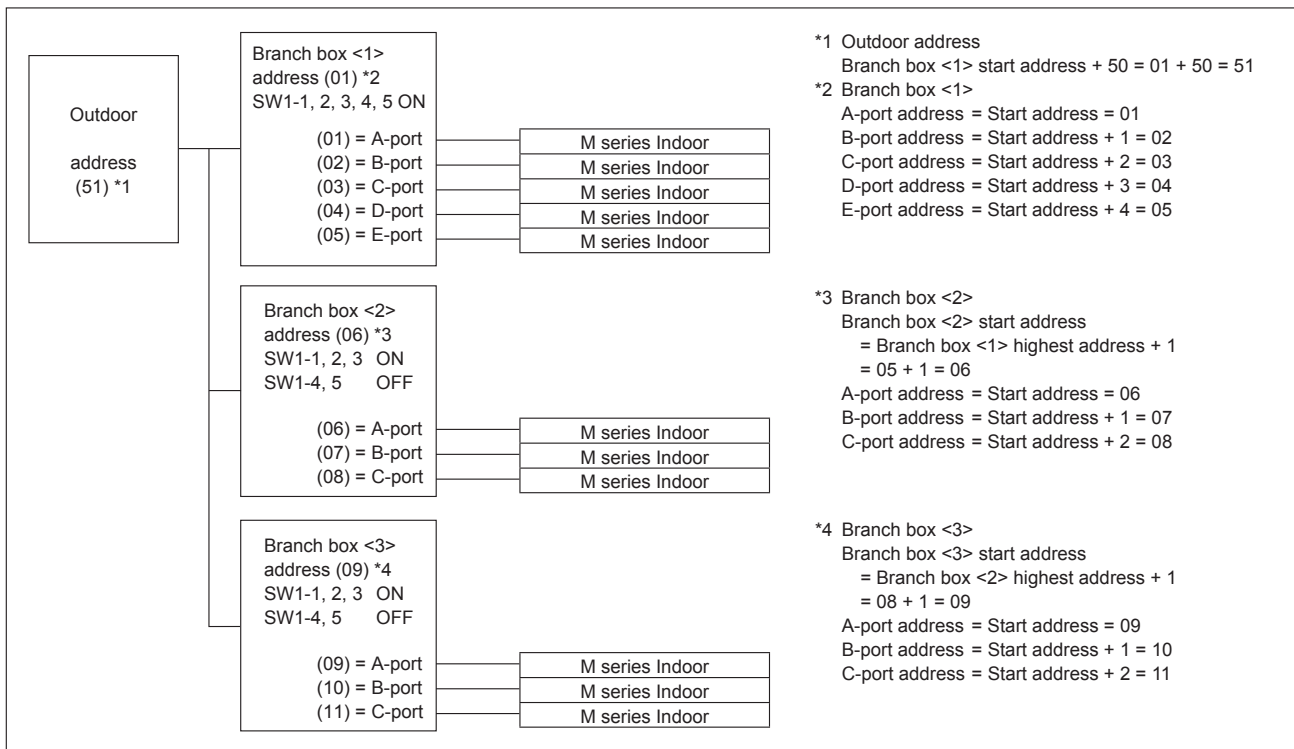 Outdoor
address
(51) *1
Branch box <1>
address (01) *2
SW1-1, 2, 3, 4, 5 ON
(01) = A-port
(02) = B-port
(03) = C-port
(04) = D-port
(05) = E-port
M series Indoor
M series Indoor
M series Indoor
M series Indoor
M series Indoor
Branch box <2>
address (06) *3
SW1-1, 2, 3 ON
SW1-4, 5 OFF
(06) = A-port
(07) = B-port
(08) = C-port
M series Indoor
M series Indoor
M series Indoor
Branch box <3>
address (09) *4
SW1-1, 2, 3 ON
SW1-4, 5 OFF
(09) = A-port
(10) = B-port
(11) = C-port
M series Indoor
M series Indoor
M series Indoor
*1 Outdoor address
Branch box <1> start address + 50 = 01 + 50 = 51
*2 Branch box <1>
A-port address = Start address = 01
B-port address = Start address + 1 = 02
C-port address = Start address + 2 = 03
D-port address = Start address + 3 = 04
E-port address = Start address + 4 = 05
*3 Branch box <2>
Branch box <2> start address
= Branch box <1> highest address + 1
= 05 + 1 = 06
A-port address = Start address = 06
B-port address = Start address + 1 = 07
C-port address = Start address + 2 = 08
*4 Branch box <3>
Branch box <3> start address
= Branch box <2> highest address + 1
= 08 + 1 = 09
A-port address = Start address = 09
B-port address = Start address + 1 = 10
C-port address = Start address + 2 = 11